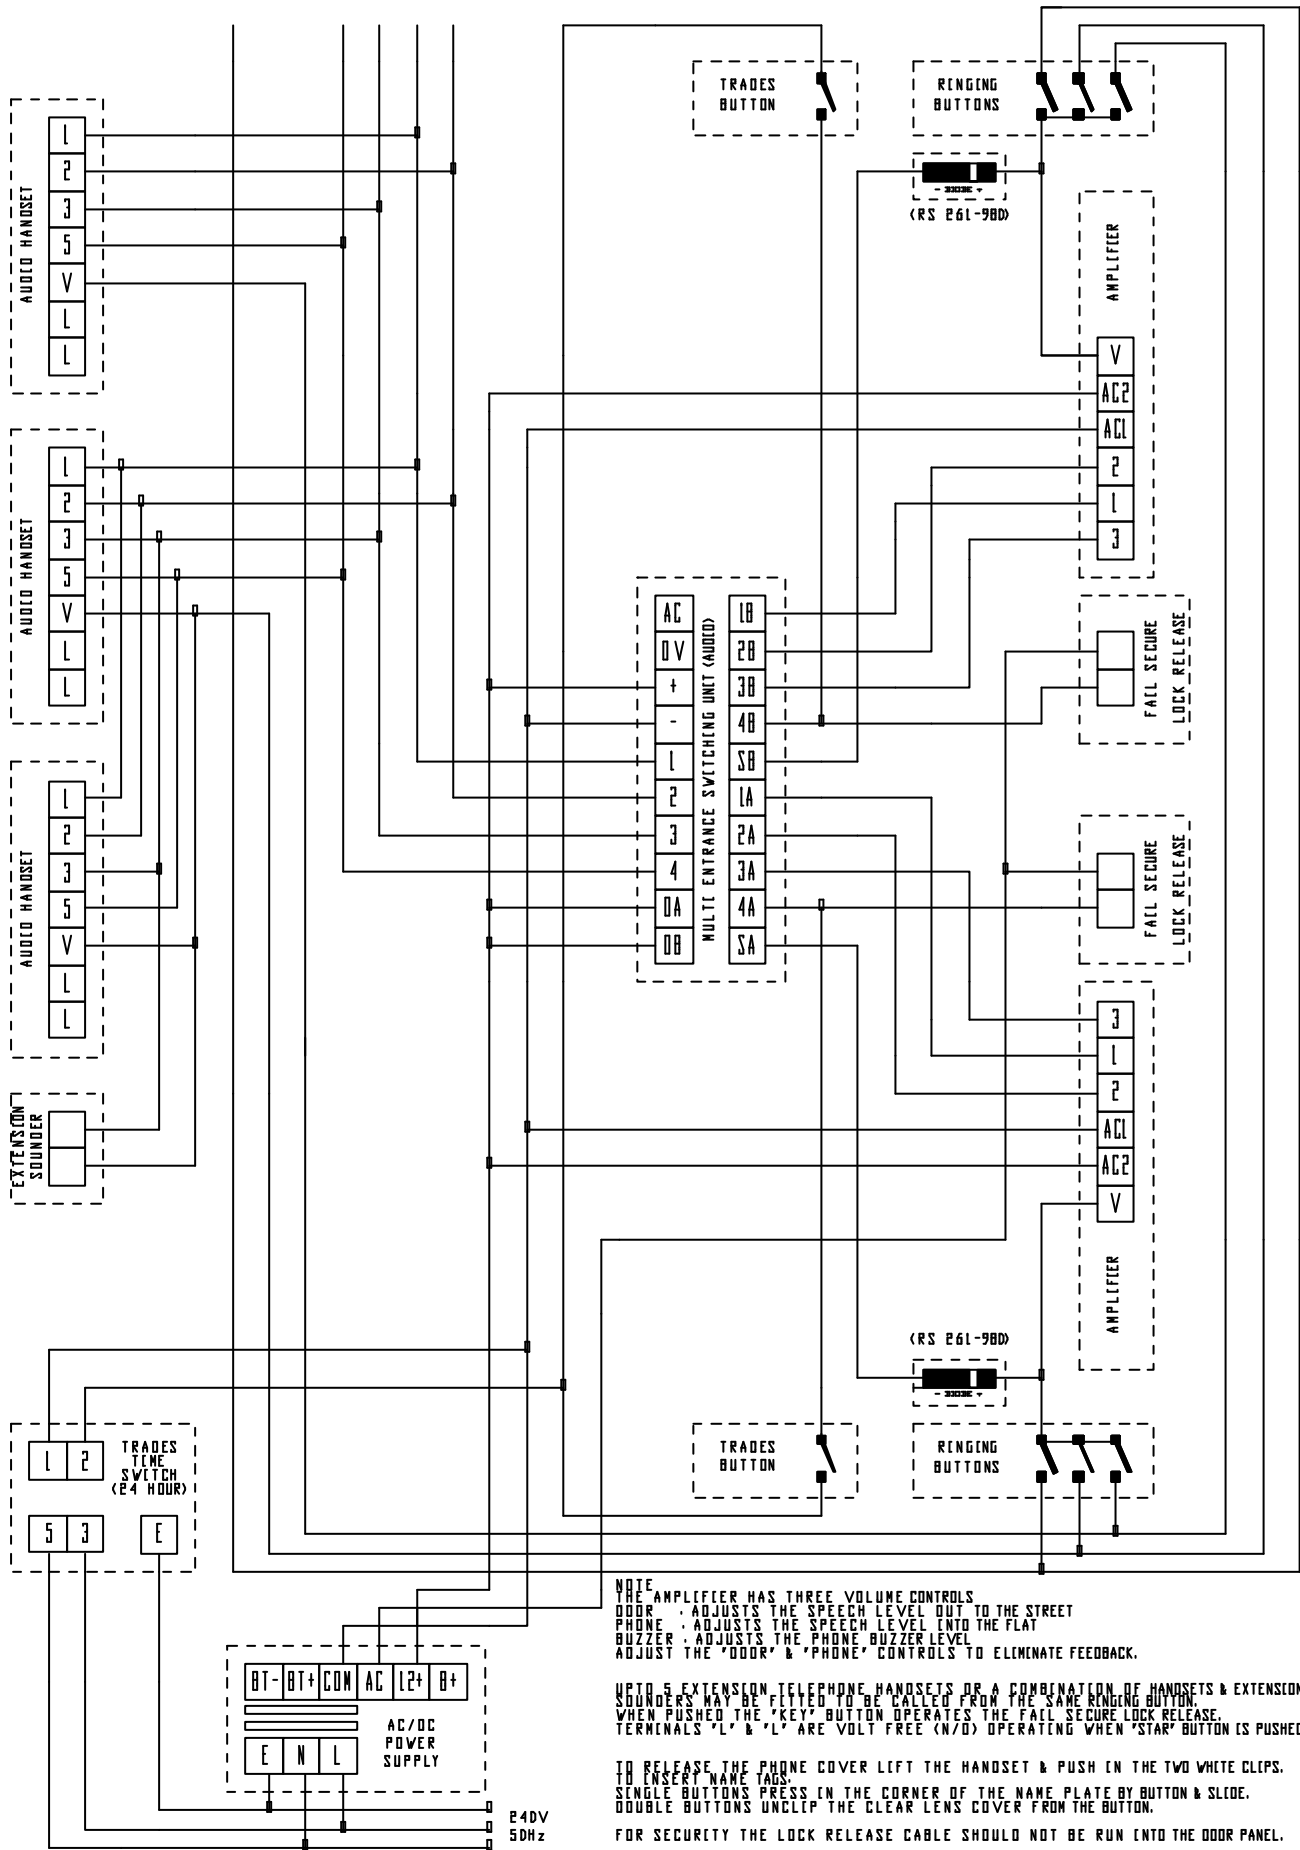 TRADES
BUTTON
RINGING
BUTTONS
- DIODE +
(RS 261-980)
AUDIO HANDSET
1
2
3
5
V
L
L
AMPLIFIER
V
AC2
AC1
2
1
3
AUDIO HANDSET
1
2
3
5
V
L
L
MULTI ENTRANCE SWITCHING UNIT (AUDIO)
AC
0V
+
-
1
2
3
4
0A
0B
1B
2B
3B
4B
SB
1A
2A
3A
4A
SA
FAIL SECURE
LOCK RELEASE
AUDIO HANDSET
1
2
3
5
V
L
L
FAIL SECURE
LOCK RELEASE
EXTENSION
SOUNDER
3
1
2
AC1
AC2
V
AMPLIFIER
(RS 261-980)
- DIODE +
TRADES
BUTTON
RINGING
BUTTONS
1 2
TRADES
TIME
SWITCH
(24 HOUR)
5 3 E
BT- BT+ COM AC 12+ B+
AC/DC
POWER
SUPPLY
E N L
240V
50Hz
NOTE
THE AMPLIFIER HAS THREE VOLUME CONTROLS
DOOR - ADJUSTS THE SPEECH LEVEL OUT TO THE STREET
PHONE - ADJUSTS THE SPEECH LEVEL INTO THE FLAT
BUZZER - ADJUSTS THE PHONE BUZZER LEVEL
ADJUST THE 'DOOR' & 'PHONE' CONTROLS TO ELIMINATE FEEDBACK.
UPTO 5 EXTENSION TELEPHONE HANDSETS OR A COMBINATION OF HANDSETS & EXTENSION
SOUNDERS MAY BE FITTED TO BE CALLED FROM THE SAME RINGING BUTTON.
WHEN PUSHED THE 'KEY' BUTTON OPERATES THE FAIL SECURE LOCK RELEASE.
TERMINALS 'L' & 'L' ARE VOLT FREE (N/O) OPERATING WHEN 'STAR' BUTTON IS PUSHED
TO RELEASE THE PHONE COVER LIFT THE HANDSET & PUSH IN THE TWO WHITE CLIPS.
TO INSERT NAME TAGS.
SINGLE BUTTONS PRESS IN THE CORNER OF THE NAME PLATE BY BUTTON & SLIDE.
DOUBLE BUTTONS UNCLIP THE CLEAR LENS COVER FROM THE BUTTON.
FOR SECURITY THE LOCK RELEASE CABLE SHOULD NOT BE RUN INTO THE DOOR PANEL.